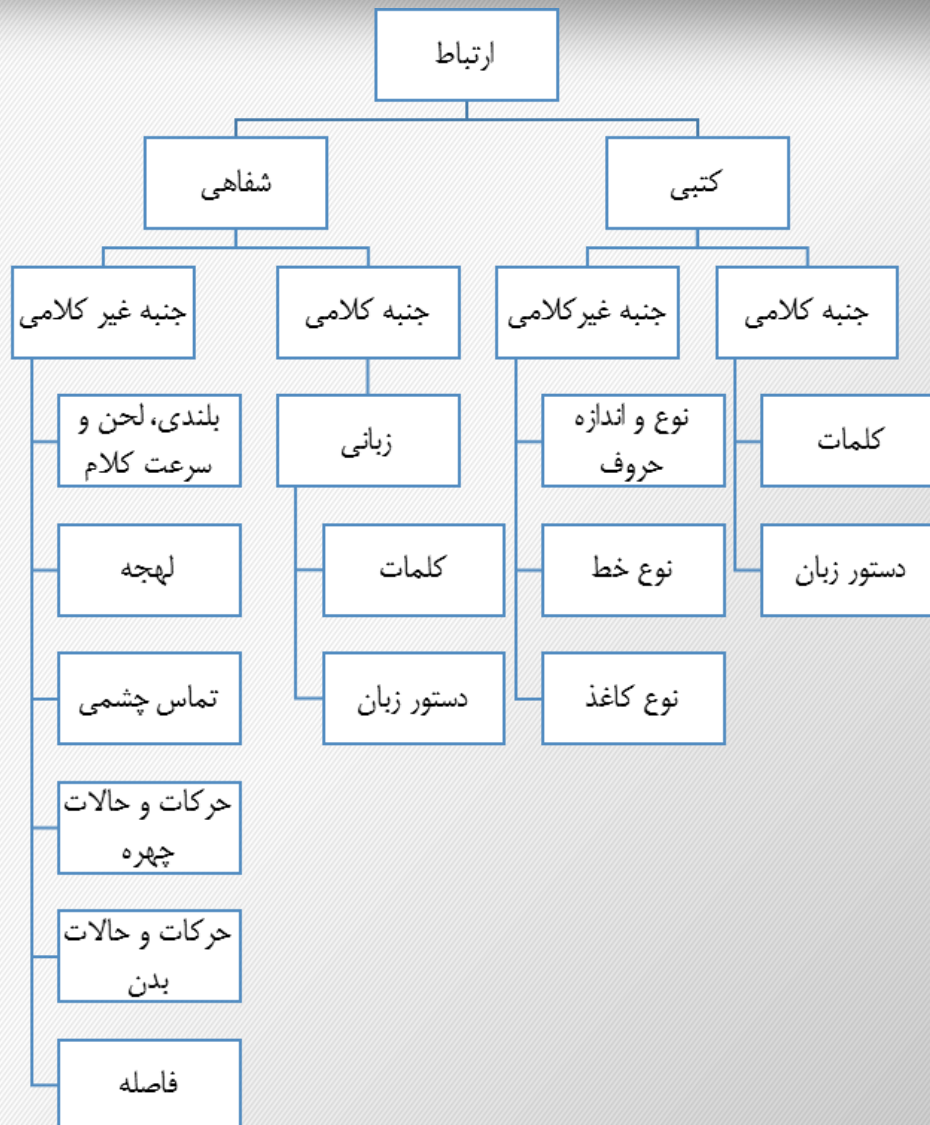 ارتباط
کتبی
شفاهی
جنبه کلامی
جنبه غیرکلامی
جنبه کلامی
جنبه غیر کلامی
کلمات
دستور زبان
نوع و اندازه
حروف
نوع خط
نوع کاغذ
زبانی
کلمات
دستور زبان
بلندی، لحن و
سرعت کلام
لهجه
تماس چشمی
حرکات و حالات
چهره
حرکات و حالات
بدن
فاصله